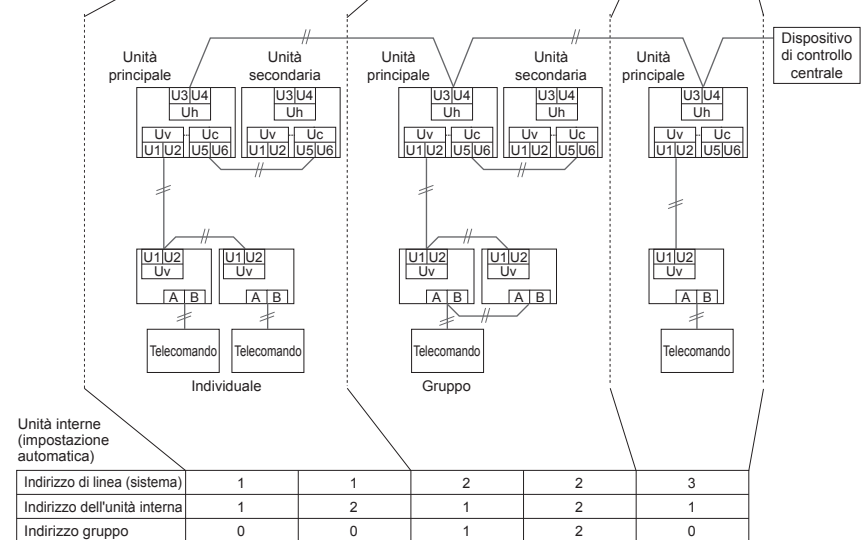 Dispositivo
di controllo
centrale
Unità
principale
Unità
secondaria
Unità
principale
Unità
secondaria
Unità
principale
U3 U4 U3 U4 U3 U4 U3 U4 U3 U4
Uh Uh Uh Uh Uh
Uv Uc Uv Uc Uv Uc Uv Uc Uv Uc
U1 U2 U5 U6 U1 U2 U5 U6 U1 U2 U5 U6 U1 U2 U5 U6 U1 U2 U5 U6
U1 U2 U1 U2 U1 U2 U1 U2 U1 U2
Uv Uv Uv Uv Uv
A B A B A B A B A B
Telecomando Telecomando Telecomando Telecomando
Individuale Gruppo
Unità interne
(impostazione
automatica)
Indirizzo di linea (sistema) 1 1 2 2 3
Indirizzo dell'unità interna 1 2 1 2 1
Indirizzo gruppo 0 0 1 2 0